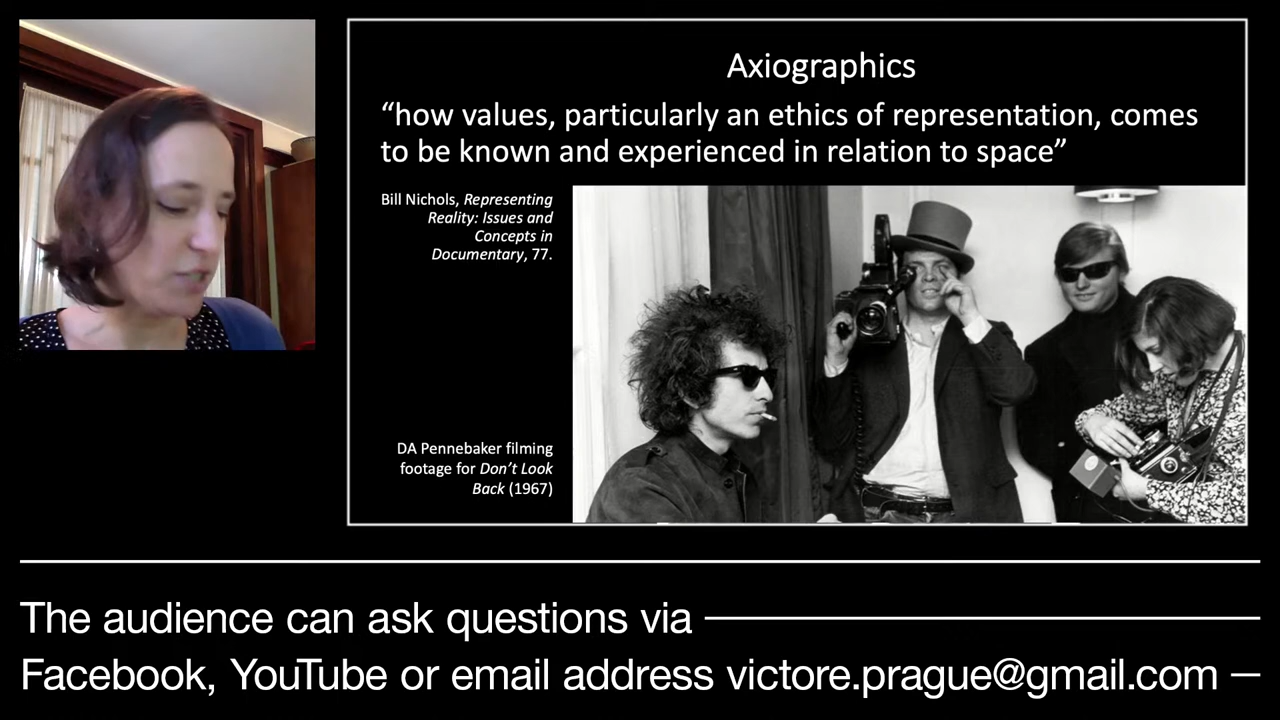 Axiographics
“how values, particularly an ethics of representation, comes
to be known and experienced in relation to space”
Bill Nichols, Representing
Reality: Issues and
Concepts in
Documentary, 77.
DA Pennebaker filming
footage for Don’t Look
Back (1967)
The audience can ask questions via
Facebook, YouTube or email address victore.prague@gmail.com